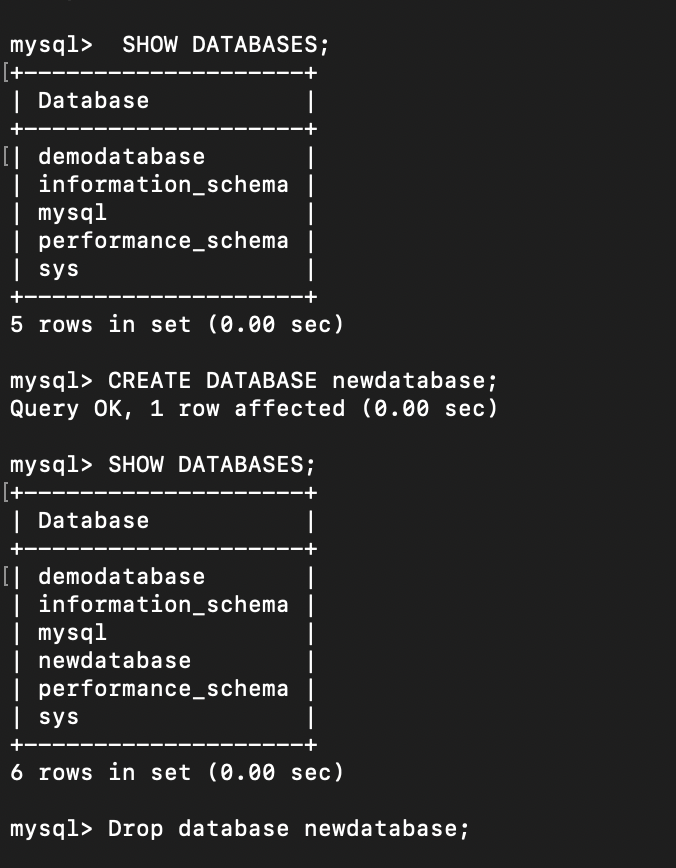 mysql>  SHOW DATABASES;
[+--------------------+
| Database           |
+--------------------+
[| demodatabase       |
| information_schema |
| mysql              |
| performance_schema |
| sys                |
+--------------------+
5 rows in set (0.00 sec)
mysql> CREATE DATABASE newdatabase;
Query OK, 1 row affected (0.00 sec)
mysql> SHOW DATABASES;
[+--------------------+
| Database           |
+--------------------+
[| demodatabase       |
| information_schema |
| mysql              |
| newdatabase        |
| performance_schema |
| sys                |
+--------------------+
6 rows in set (0.00 sec)
mysql> Drop database newdatabase;